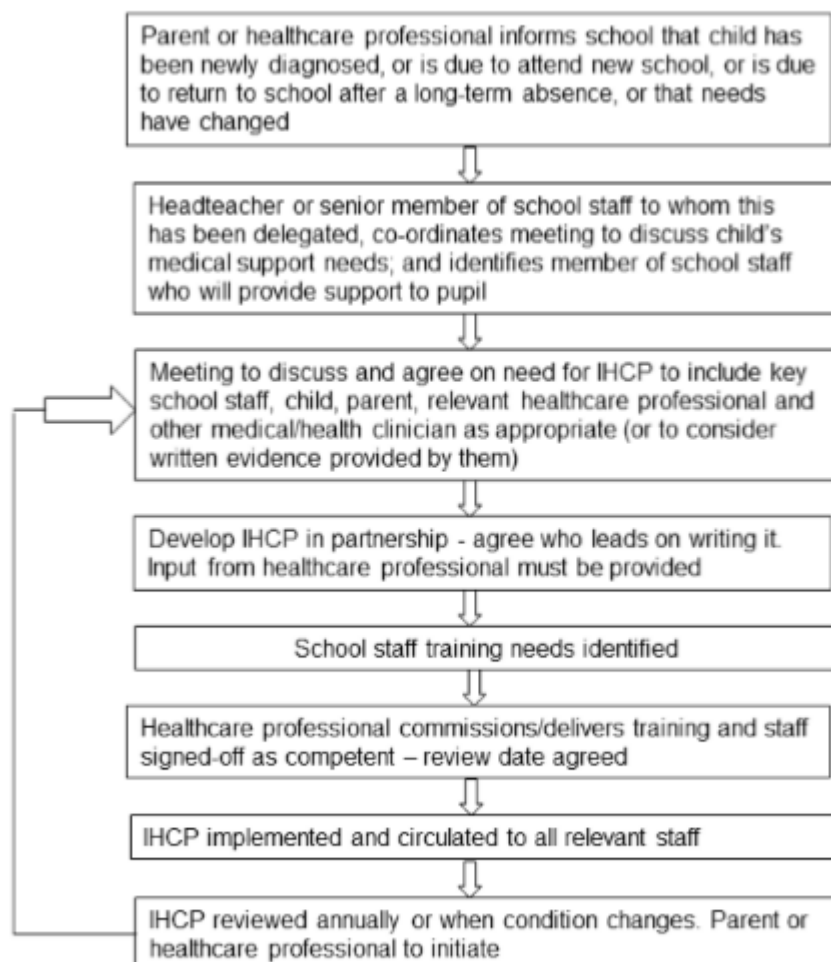 Parent or healthcare professional informs school that child has
been newly diagnosed, or is due to attend new school, or is due
to return to school after a long-term absence, or that needs
have changed
Headteacher or senior member of school staff to whom this
has been delegated, co-ordinates meeting to discuss child's
medical support needs; and identifies member of school staff
who will provide support to pupil
Meeting to discuss and agree on need for IHCP to include key
school staff, child, parent, relevant healthcare professional and
other medical/health clinician as appropriate (or to consider
written evidence provided by them)
Develop IHCP in partnership - agree who leads on writing it.
Input from healthcare professional must be provided
School staff training needs identified
Healthcare professional commissions/delivers training and staff
signed-off as competent – review date agreed
IHCP implemented and circulated to all relevant staff
IHCP reviewed annually or when condition changes. Parent or
healthcare professional to initiate